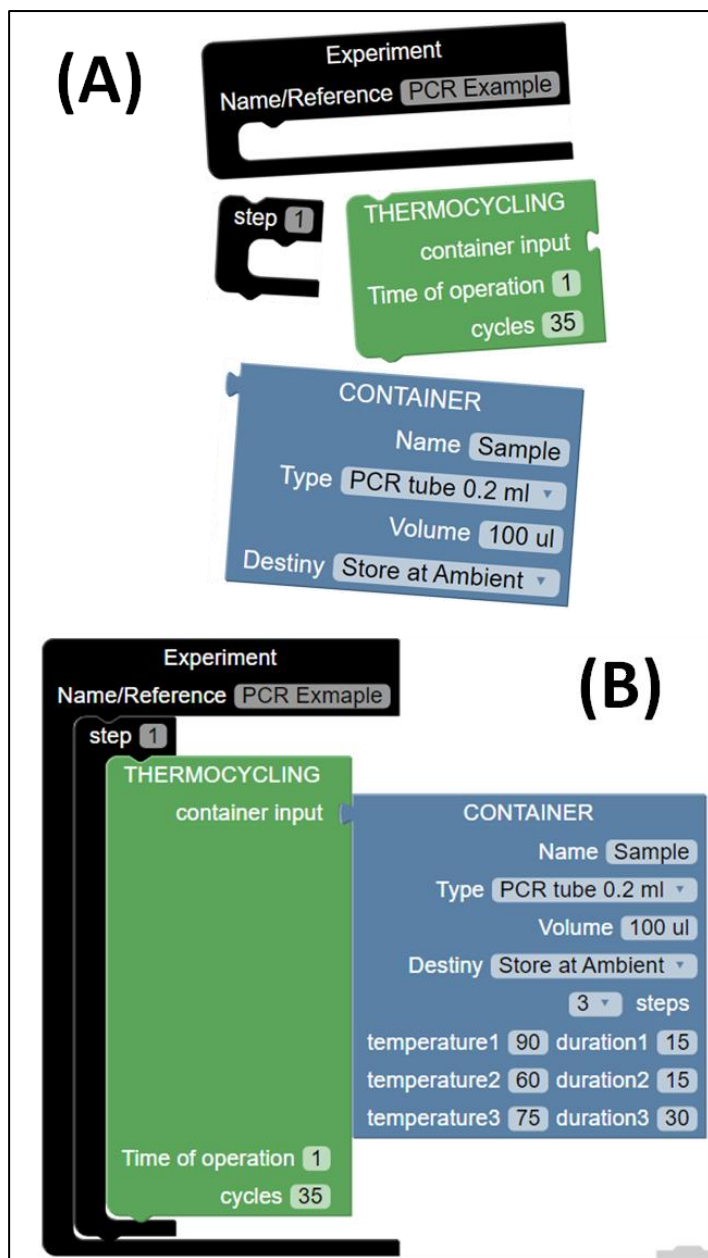 (A)
Experiment
Name/Reference PCR Example
step 1
THERMOCYCLING
container input
Time of operation 1
cycles 35
CONTAINER
Name Sample
Type PCR tube 0.2 ml
Volume 100 ul
Destiny Store at Ambient
(B)
Experiment
Name/Reference PCR Exmaple
step 1
THERMOCYCLING
container input
CONTAINER
Name Sample
Type PCR tube 0.2 ml
Volume 100 ul
Destiny Store at Ambient
3 steps
temperature1 90 duration1 15
temperature2 60 duration2 15
temperature3 75 duration3 30
Time of operation 1
cycles 35